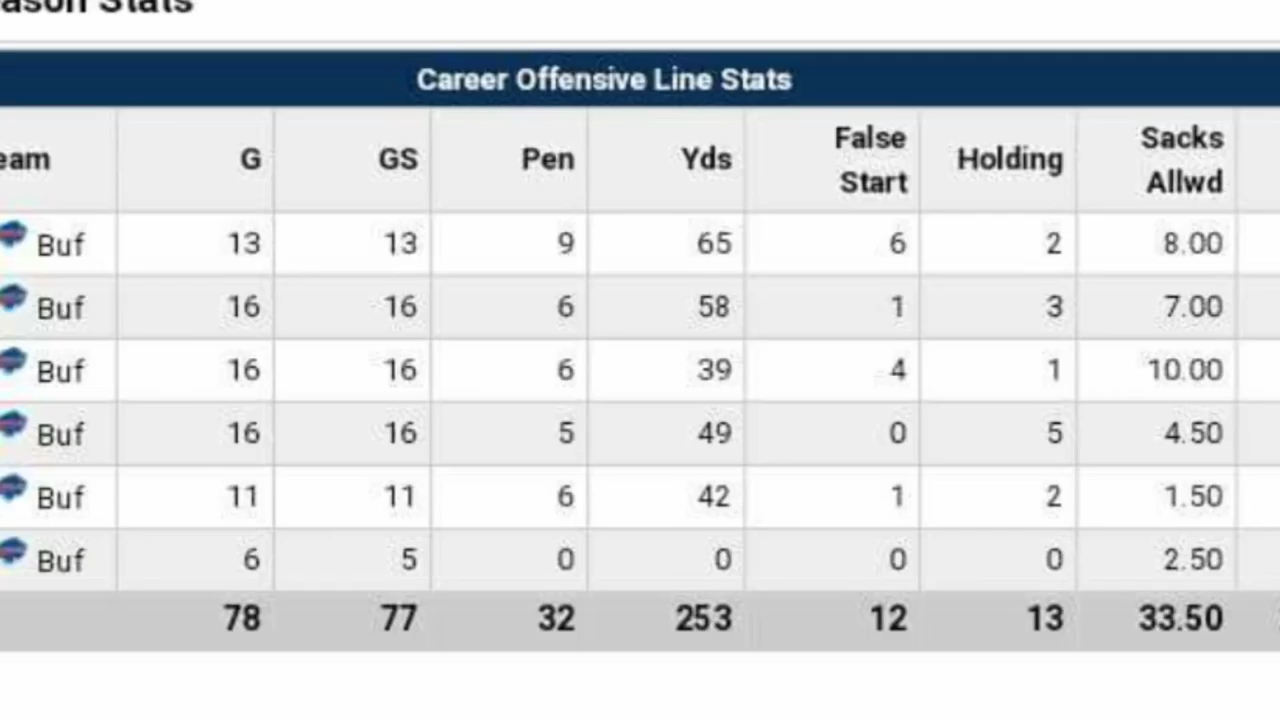 ason Stats
Career Offensive Line Stats
eam G GS Pen Yds False Start Holding Sacks Allwd
Buf 13 13 9 65 6 2 8.00
Buf 16 16 6 58 1 3 7.00
Buf 16 16 6 39 4 1 10.00
Buf 16 16 5 49 0 5 4.50
Buf 11 11 6 42 1 2 1.50
Buf 6 5 0 0 0 0 2.50
78 77 32 253 12 13 33.50